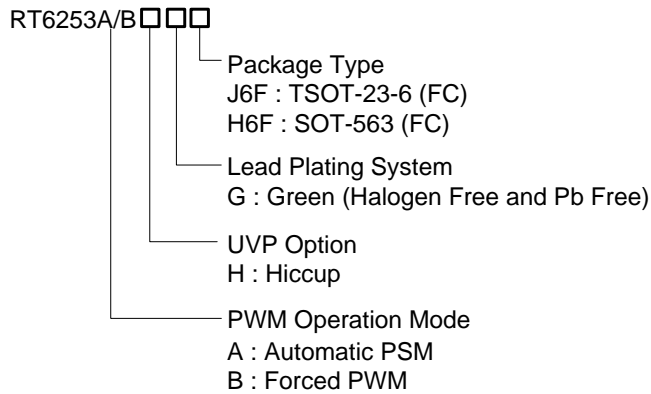 RT6253A/B□□□
Package Type
J6F : TSOT-23-6 (FC)
H6F : SOT-563 (FC)
Lead Plating System
G : Green (Halogen Free and Pb Free)
UVP Option
H : Hiccup
PWM Operation Mode
A : Automatic PSM
B : Forced PWM